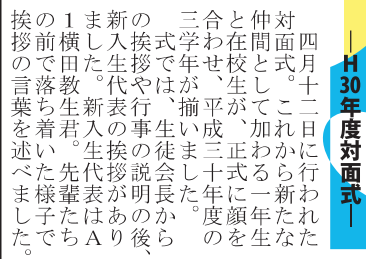 ―H30年度対面式―
四月十二日に行われた
対面式。これから新たな
仲間として加わる一年生
と在校生が、正式に顔を
合わせ、平成三十年度の
三学年が揃いました。
式では、生徒会長から
の挨拶や行事の説明の後、
新入生代表の挨拶があり
ました。新入生代表はA
1横田教生君。先輩たち
の前で落ち着いた様子で
挨拶の言葉を述べました。